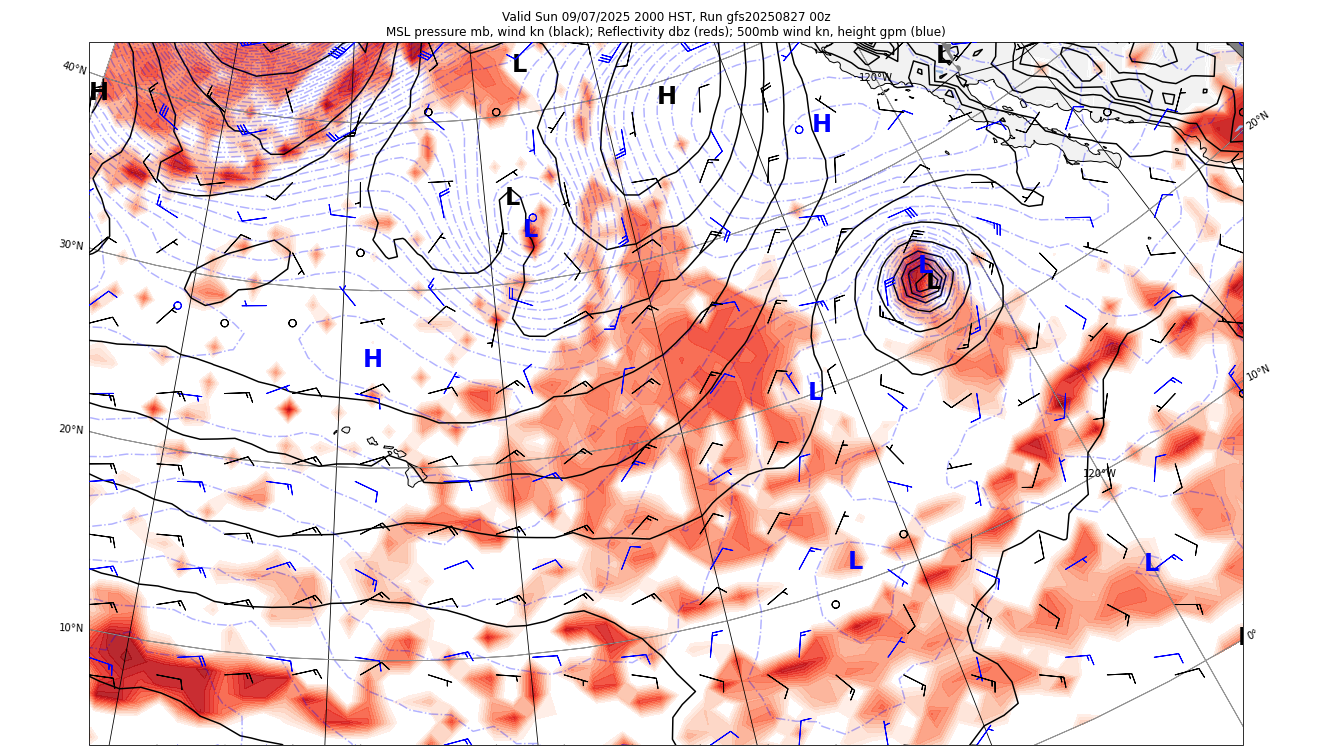 Valid Sun 09/07/2025 2000 HST, Run gfs20250827 00z
MSL pressure mb, wind kn (black); Reflectivity dbz (reds); 500mb wind kn, height gpm (blue)
L
L
40°N
120°W
H
H
H
20°N
L
L
30°N
L
L
H
10°N
L
20°N
120°W
L
L
10°N
0°